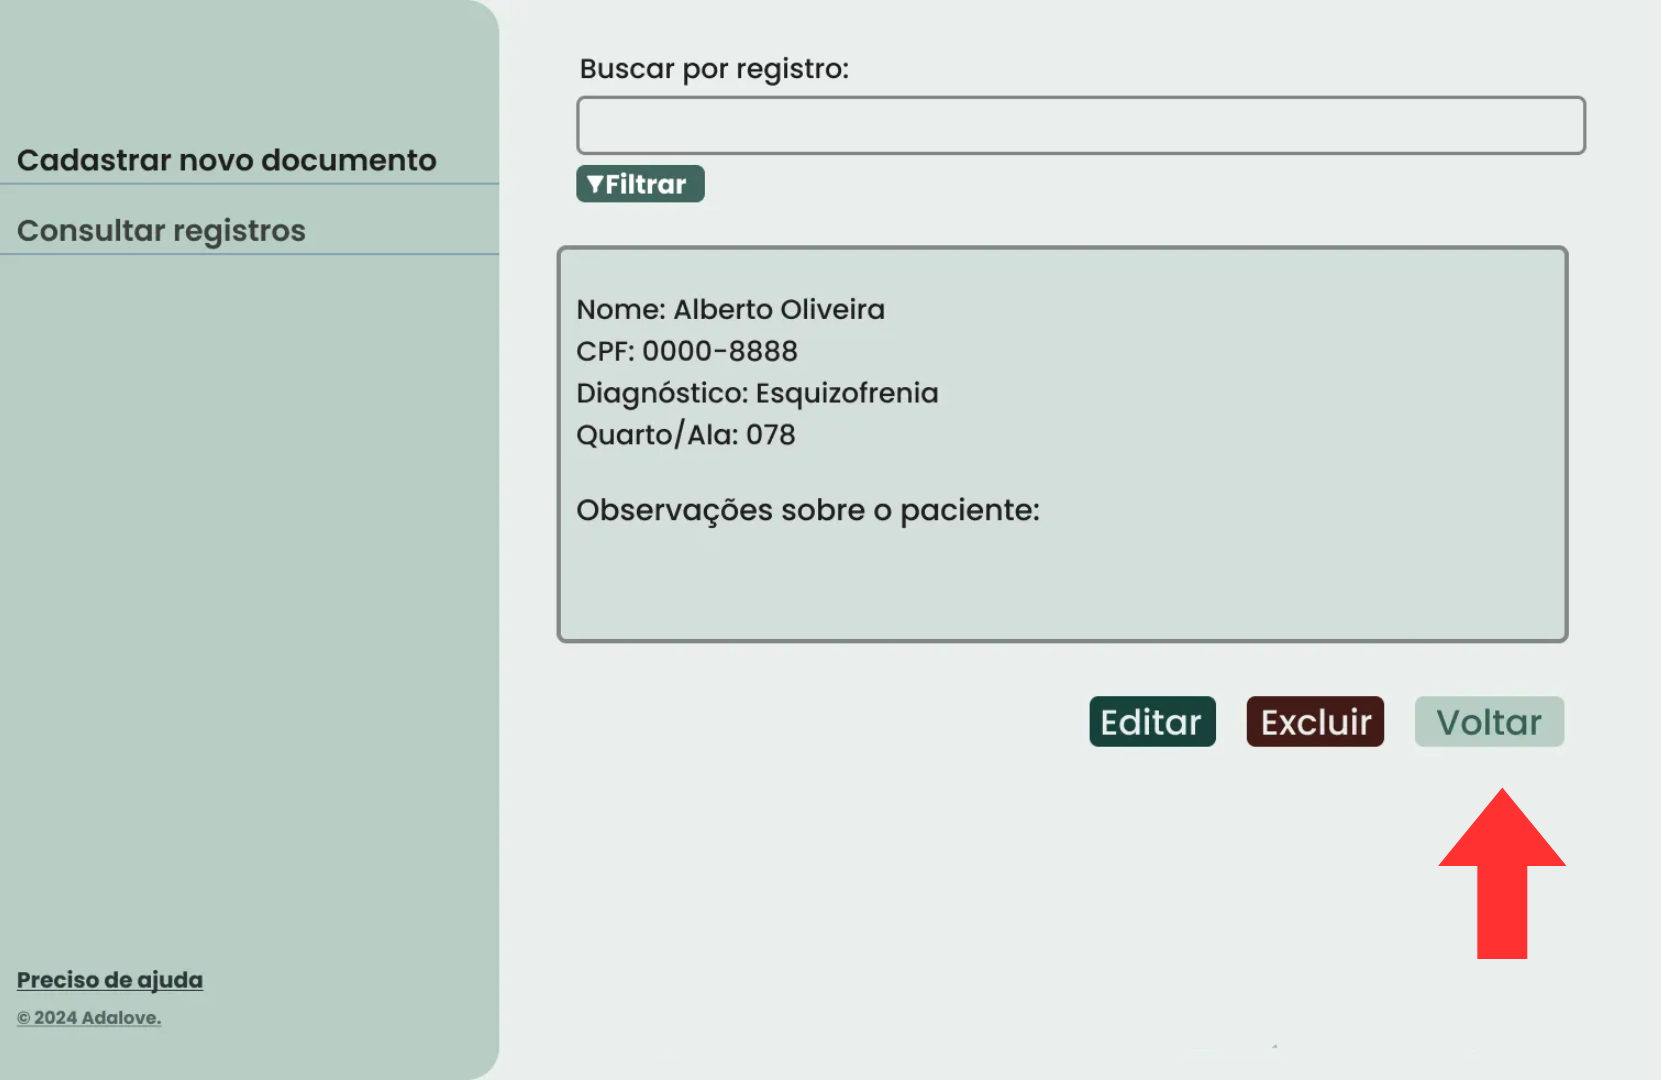 Cadastrar novo documento
Consultar registros
Preciso de ajuda
© 2024 Adalove.
Buscar por registro:
Filtrar
Nome: Alberto Oliveira
CPF: 0000-8888
Diagnóstico: Esquizofrenia
Quarto/Ala: 078
Observações sobre o paciente:
Editar
Excluir
Voltar